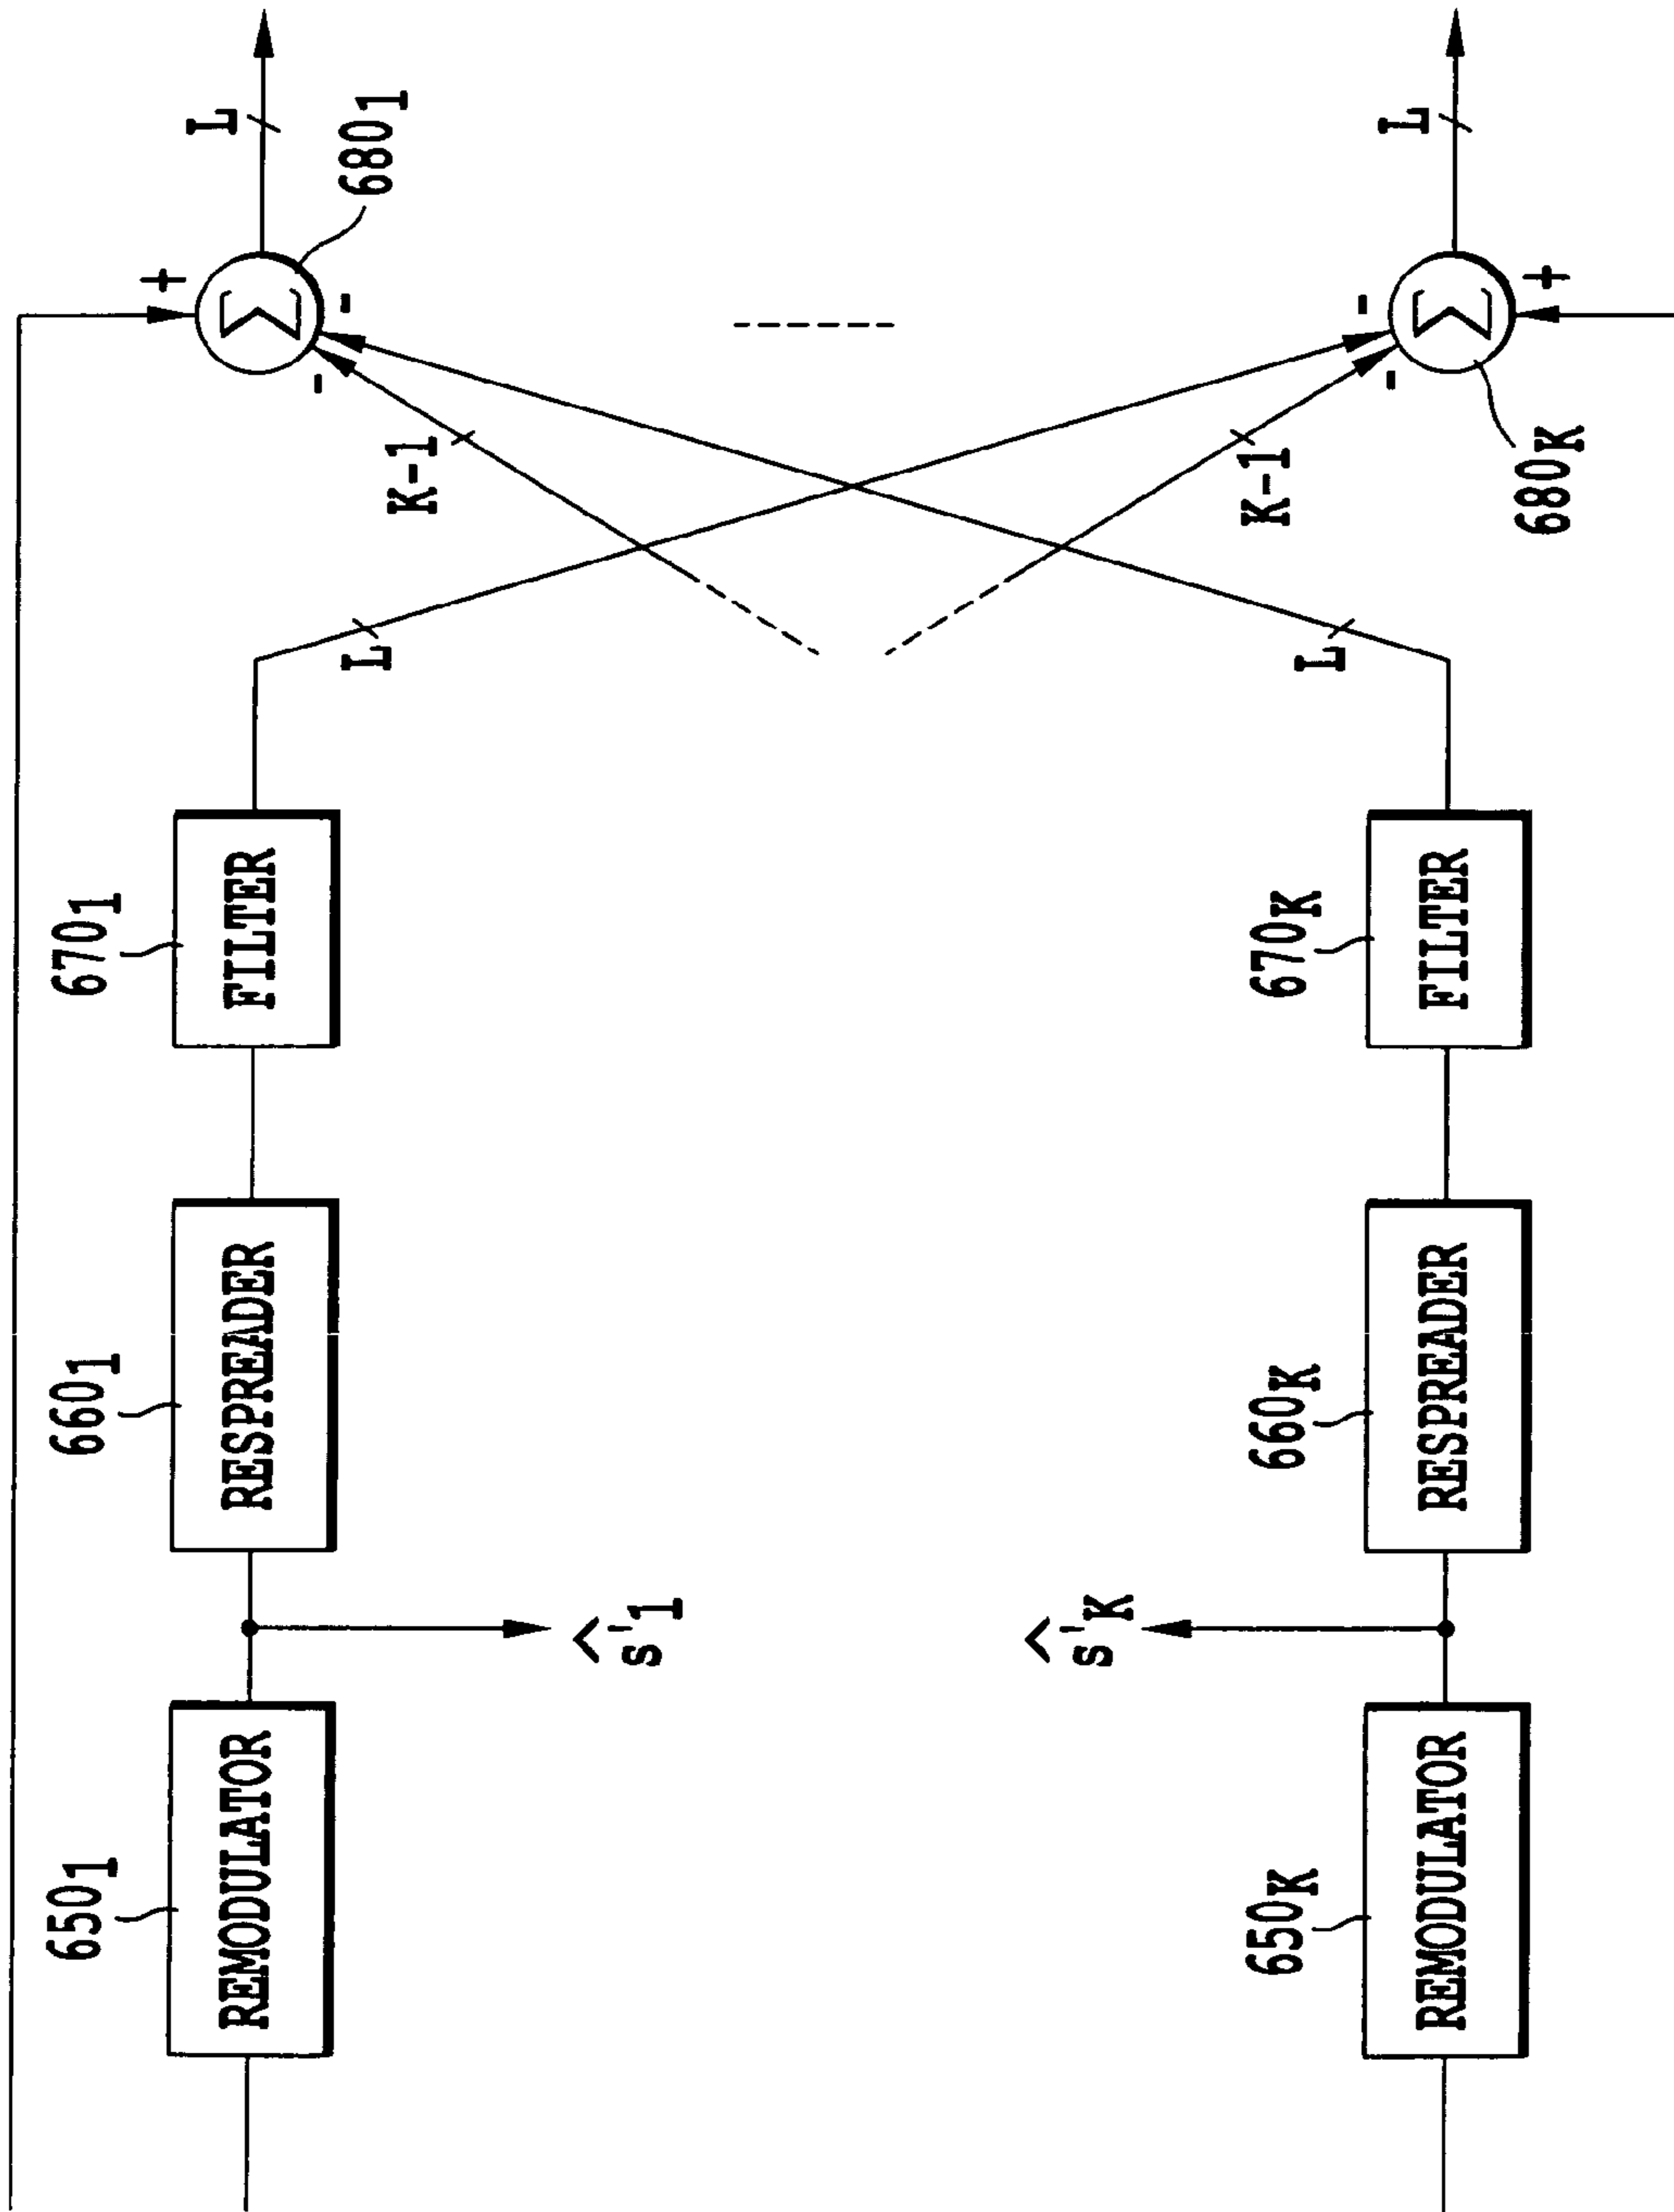 L
680₁
+
Σ
-
-
K-1
L
670₁
FILTER
660₁
RESPREADER
ŝ'1
650₁
REMODULATOR
L
+
Σ
-
-
K-1
680K
L
670K
FILTER
660K
RESPREADER
ŝ'K
650K
REMODULATOR